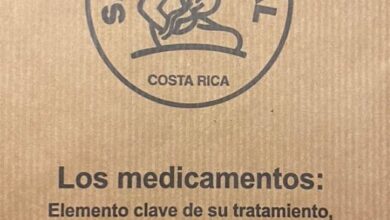 S
T
COSTA RICA
Los medicamentos:
Elemento clave de su tratamiento,